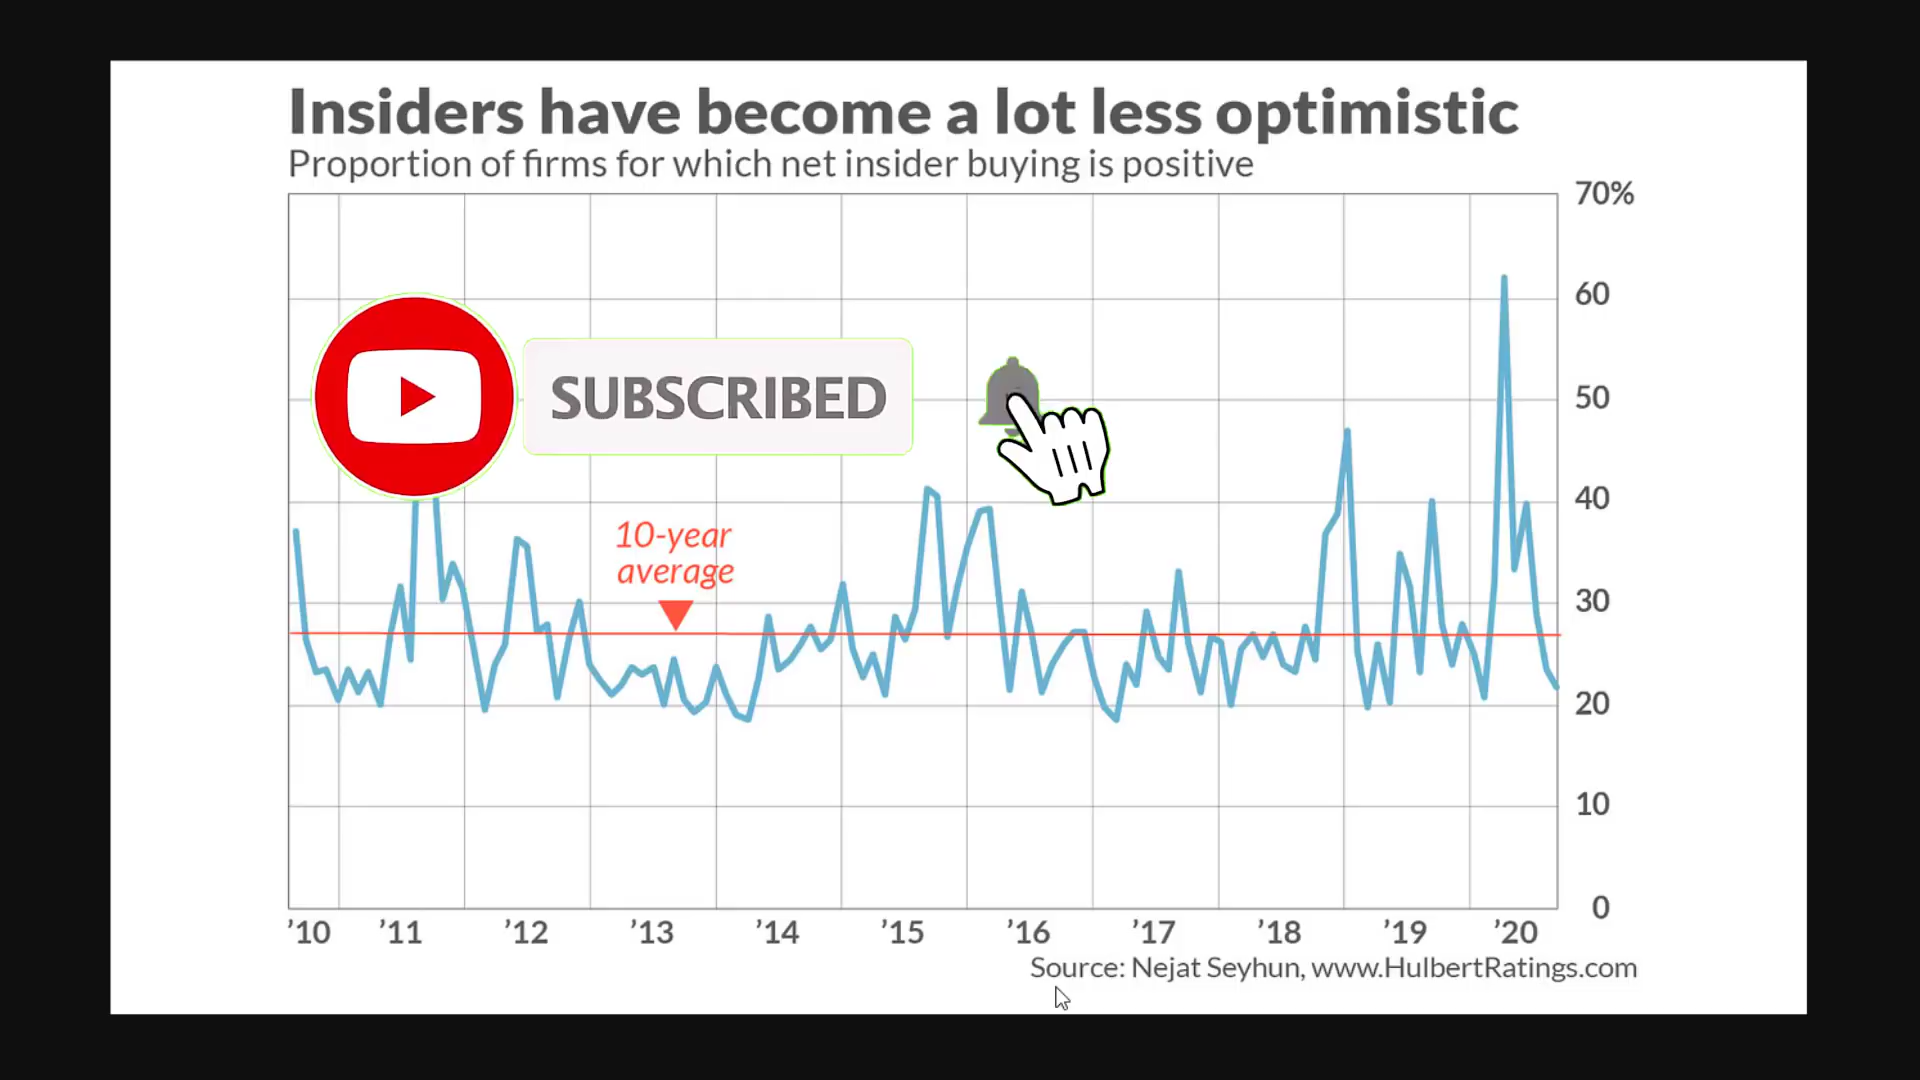 Insiders have become a lot less optimistic
Proportion of firms for which net insider buying is positive
70%
60
50
SUBSCRIBED
40
10-year
average
30
20
10
0
’10 ’11 ’12 ’13 ’14 ’15 ’16 ’17 ’18 ’19 ’20
Source: Nejat Seyhun, www.HulbertRatings.com